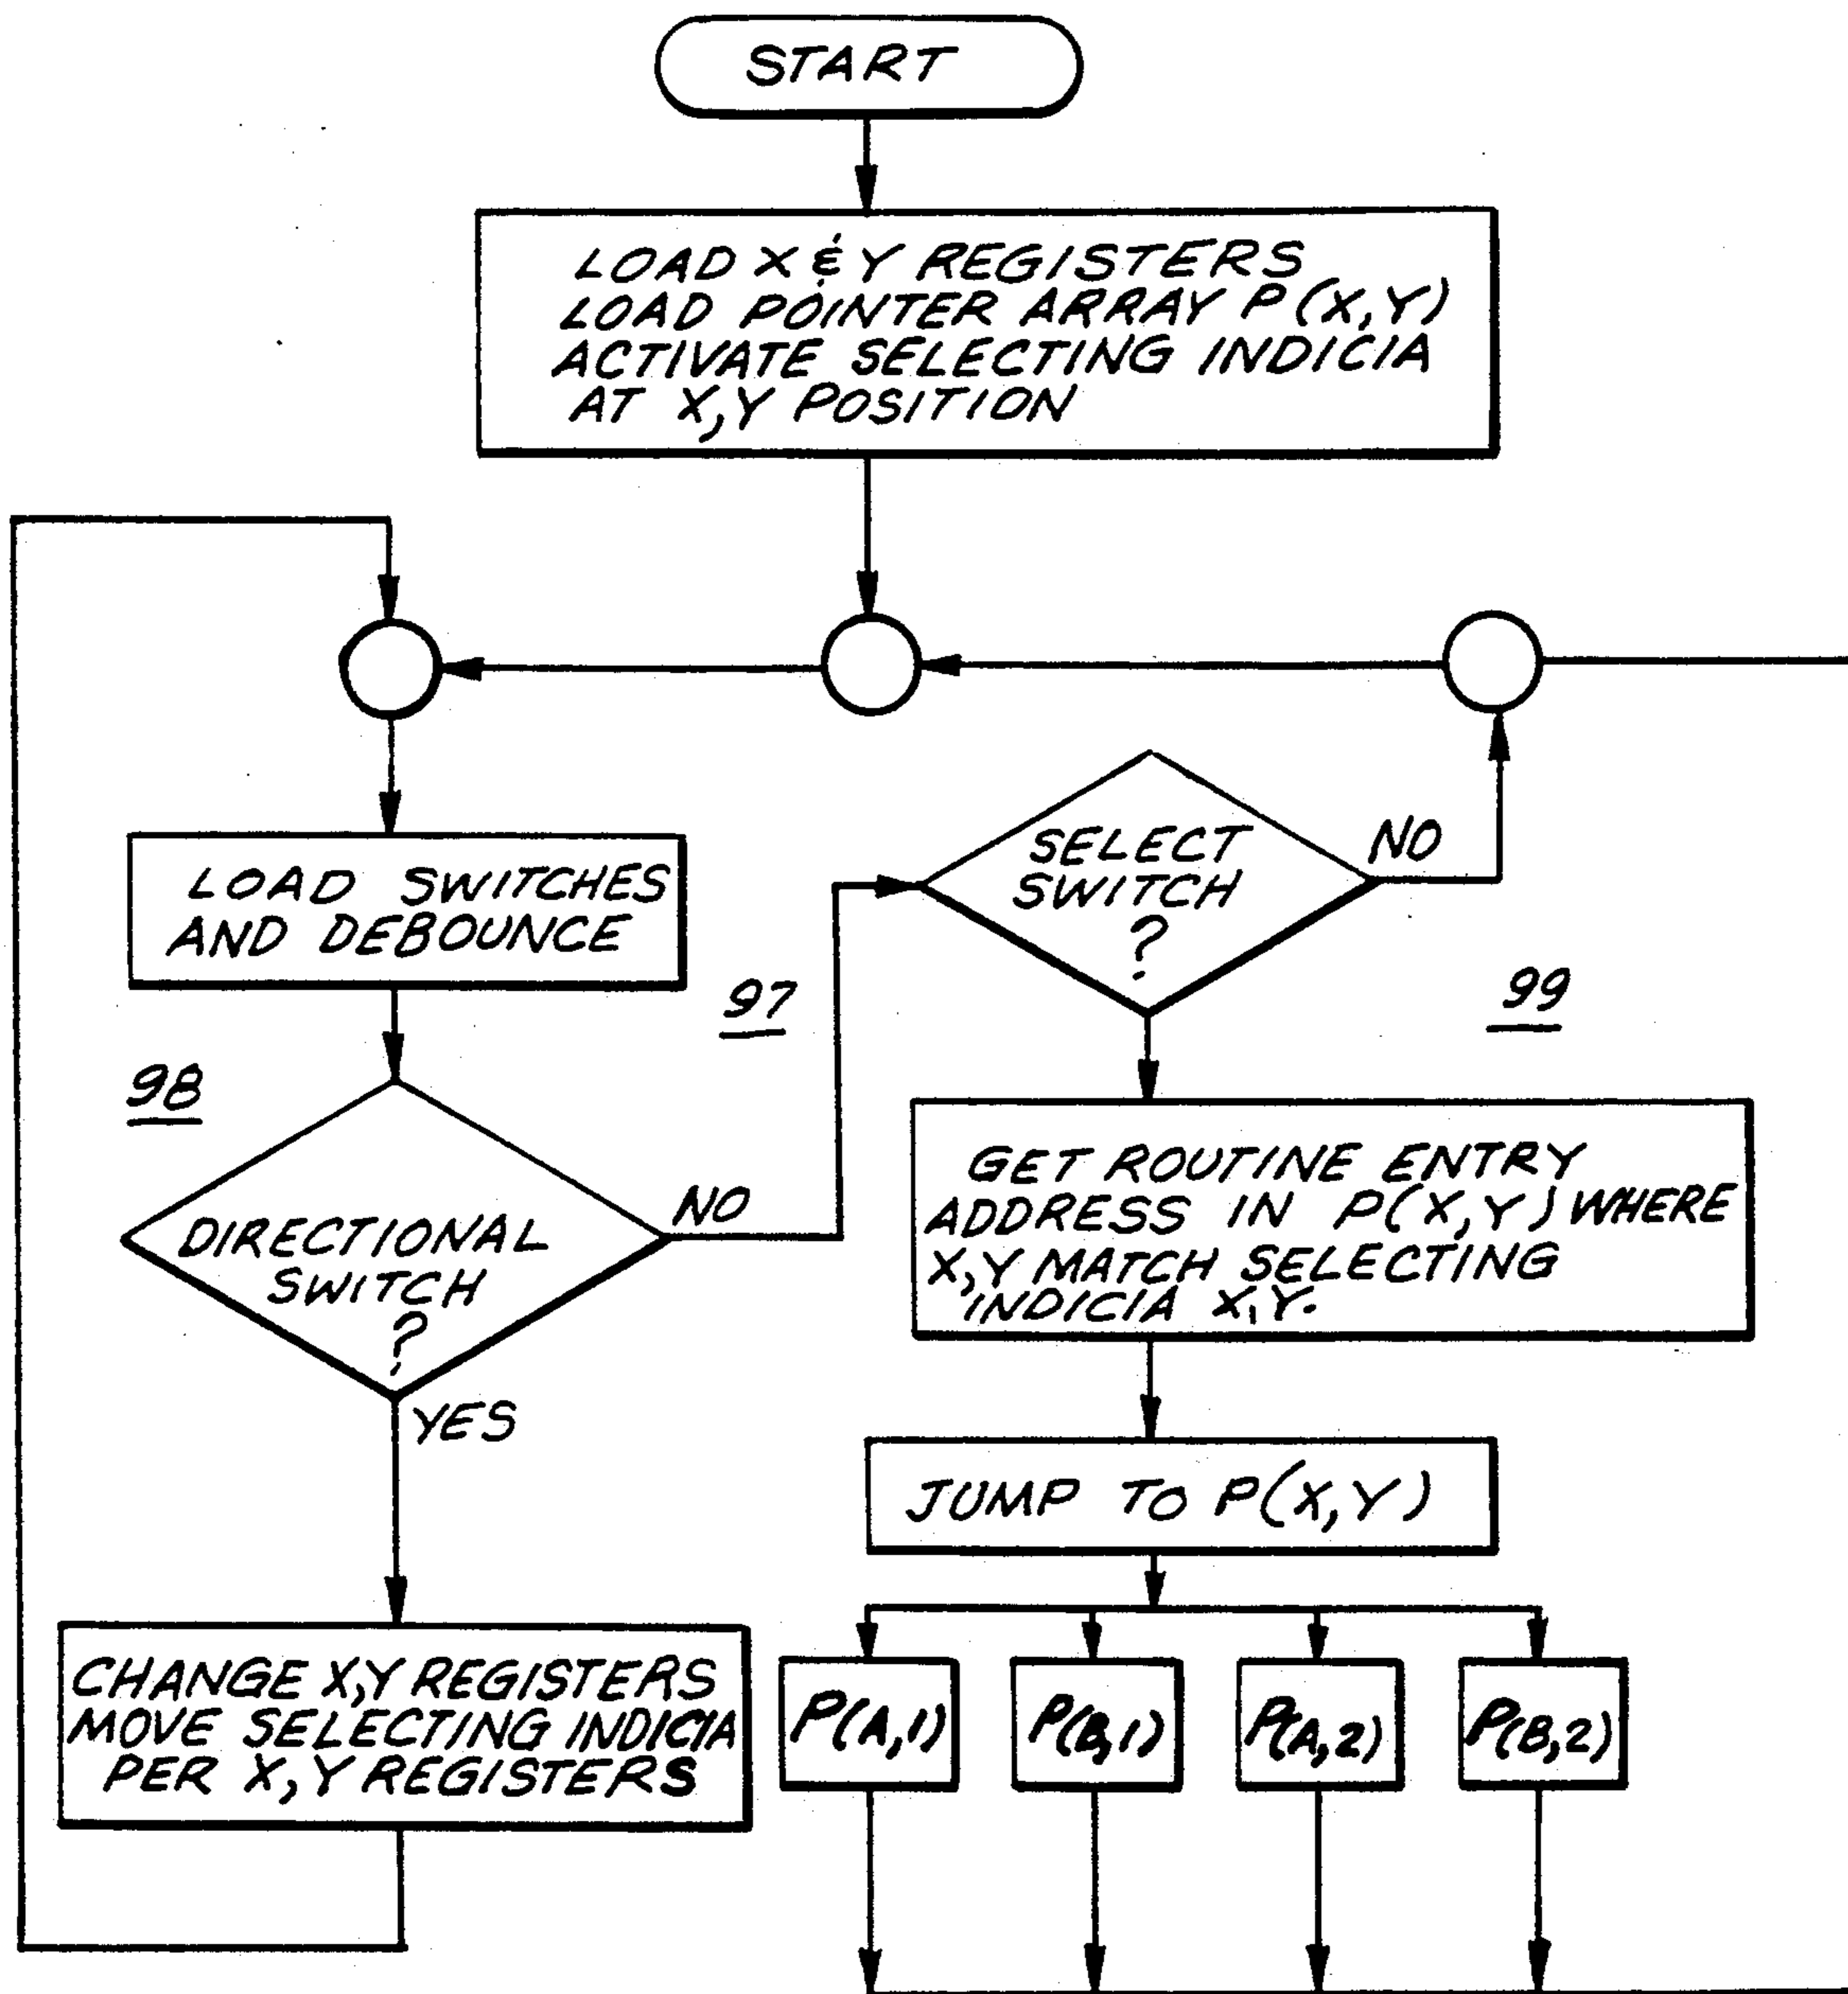 START
LOAD X & Y REGISTERS
LOAD POINTER ARRAY P(X,Y)
ACTIVATE SELECTING INDICIA
AT X,Y POSITION
LOAD SWITCHES
AND DEBOUNCE
97
98
DIRECTIONAL
SWITCH
?
NO
YES
CHANGE X,Y REGISTERS
MOVE SELECTING INDICIA
PER X,Y REGISTERS
SELECT
SWITCH
?
NO
99
GET ROUTINE ENTRY
ADDRESS IN P(X,Y) WHERE
X,Y MATCH SELECTING
INDICIA X,Y.
JUMP TO P(X,Y)
P(A,1)
P(B,1)
P(A,2)
P(B,2)